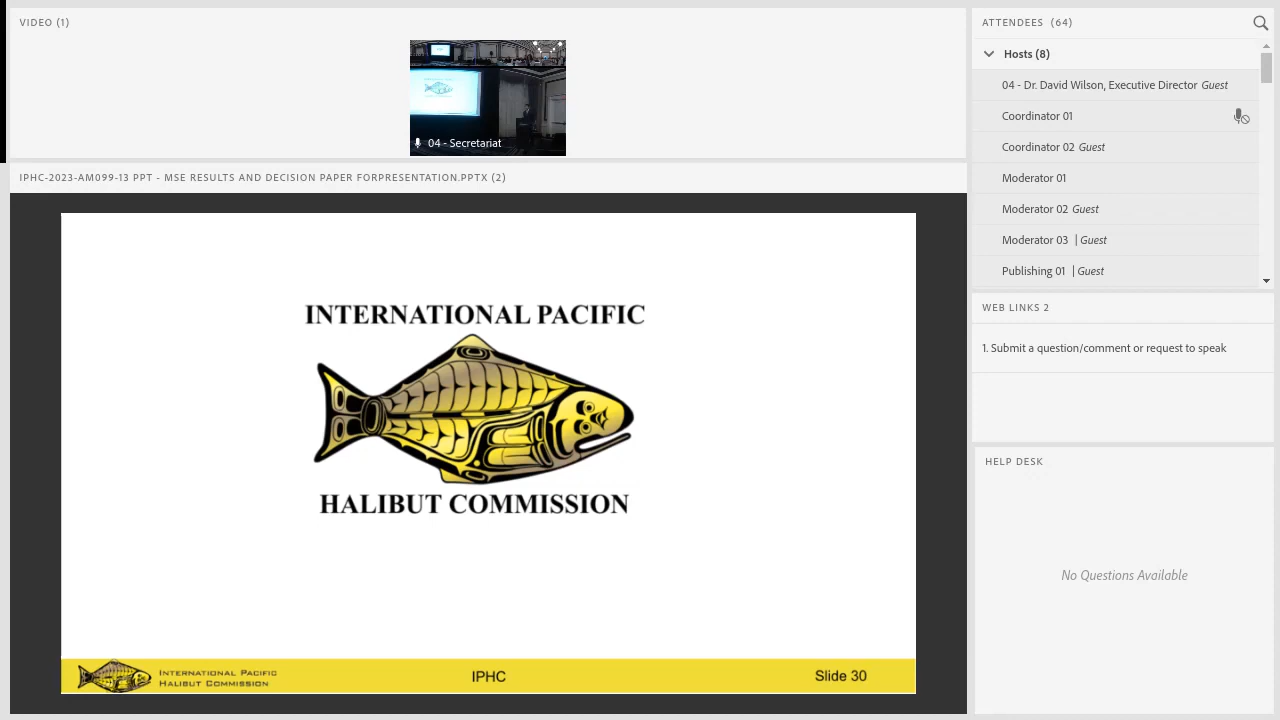 VIDEO (1)
04 - Secretariat
IPHC-2023-AM099-13 PPT - MSE RESULTS AND DECISION PAPER FORPRESENTATION.PPTX (2)
INTERNATIONAL PACIFIC
HALIBUT COMMISSION
INTERNATIONAL PACIFIC
HALIBUT COMMISSION
IPHC
Slide 30
ATTENDEES (64)
Hosts (8)
04 - Dr. David Wilson, Executive Director Guest
Coordinator 01
Coordinator 02 Guest
Moderator 01
Moderator 02 Guest
Moderator 03 | Guest
Publishing 01 | Guest
WEB LINKS 2
1. Submit a question/comment or request to speak
HELP DESK
No Questions Available